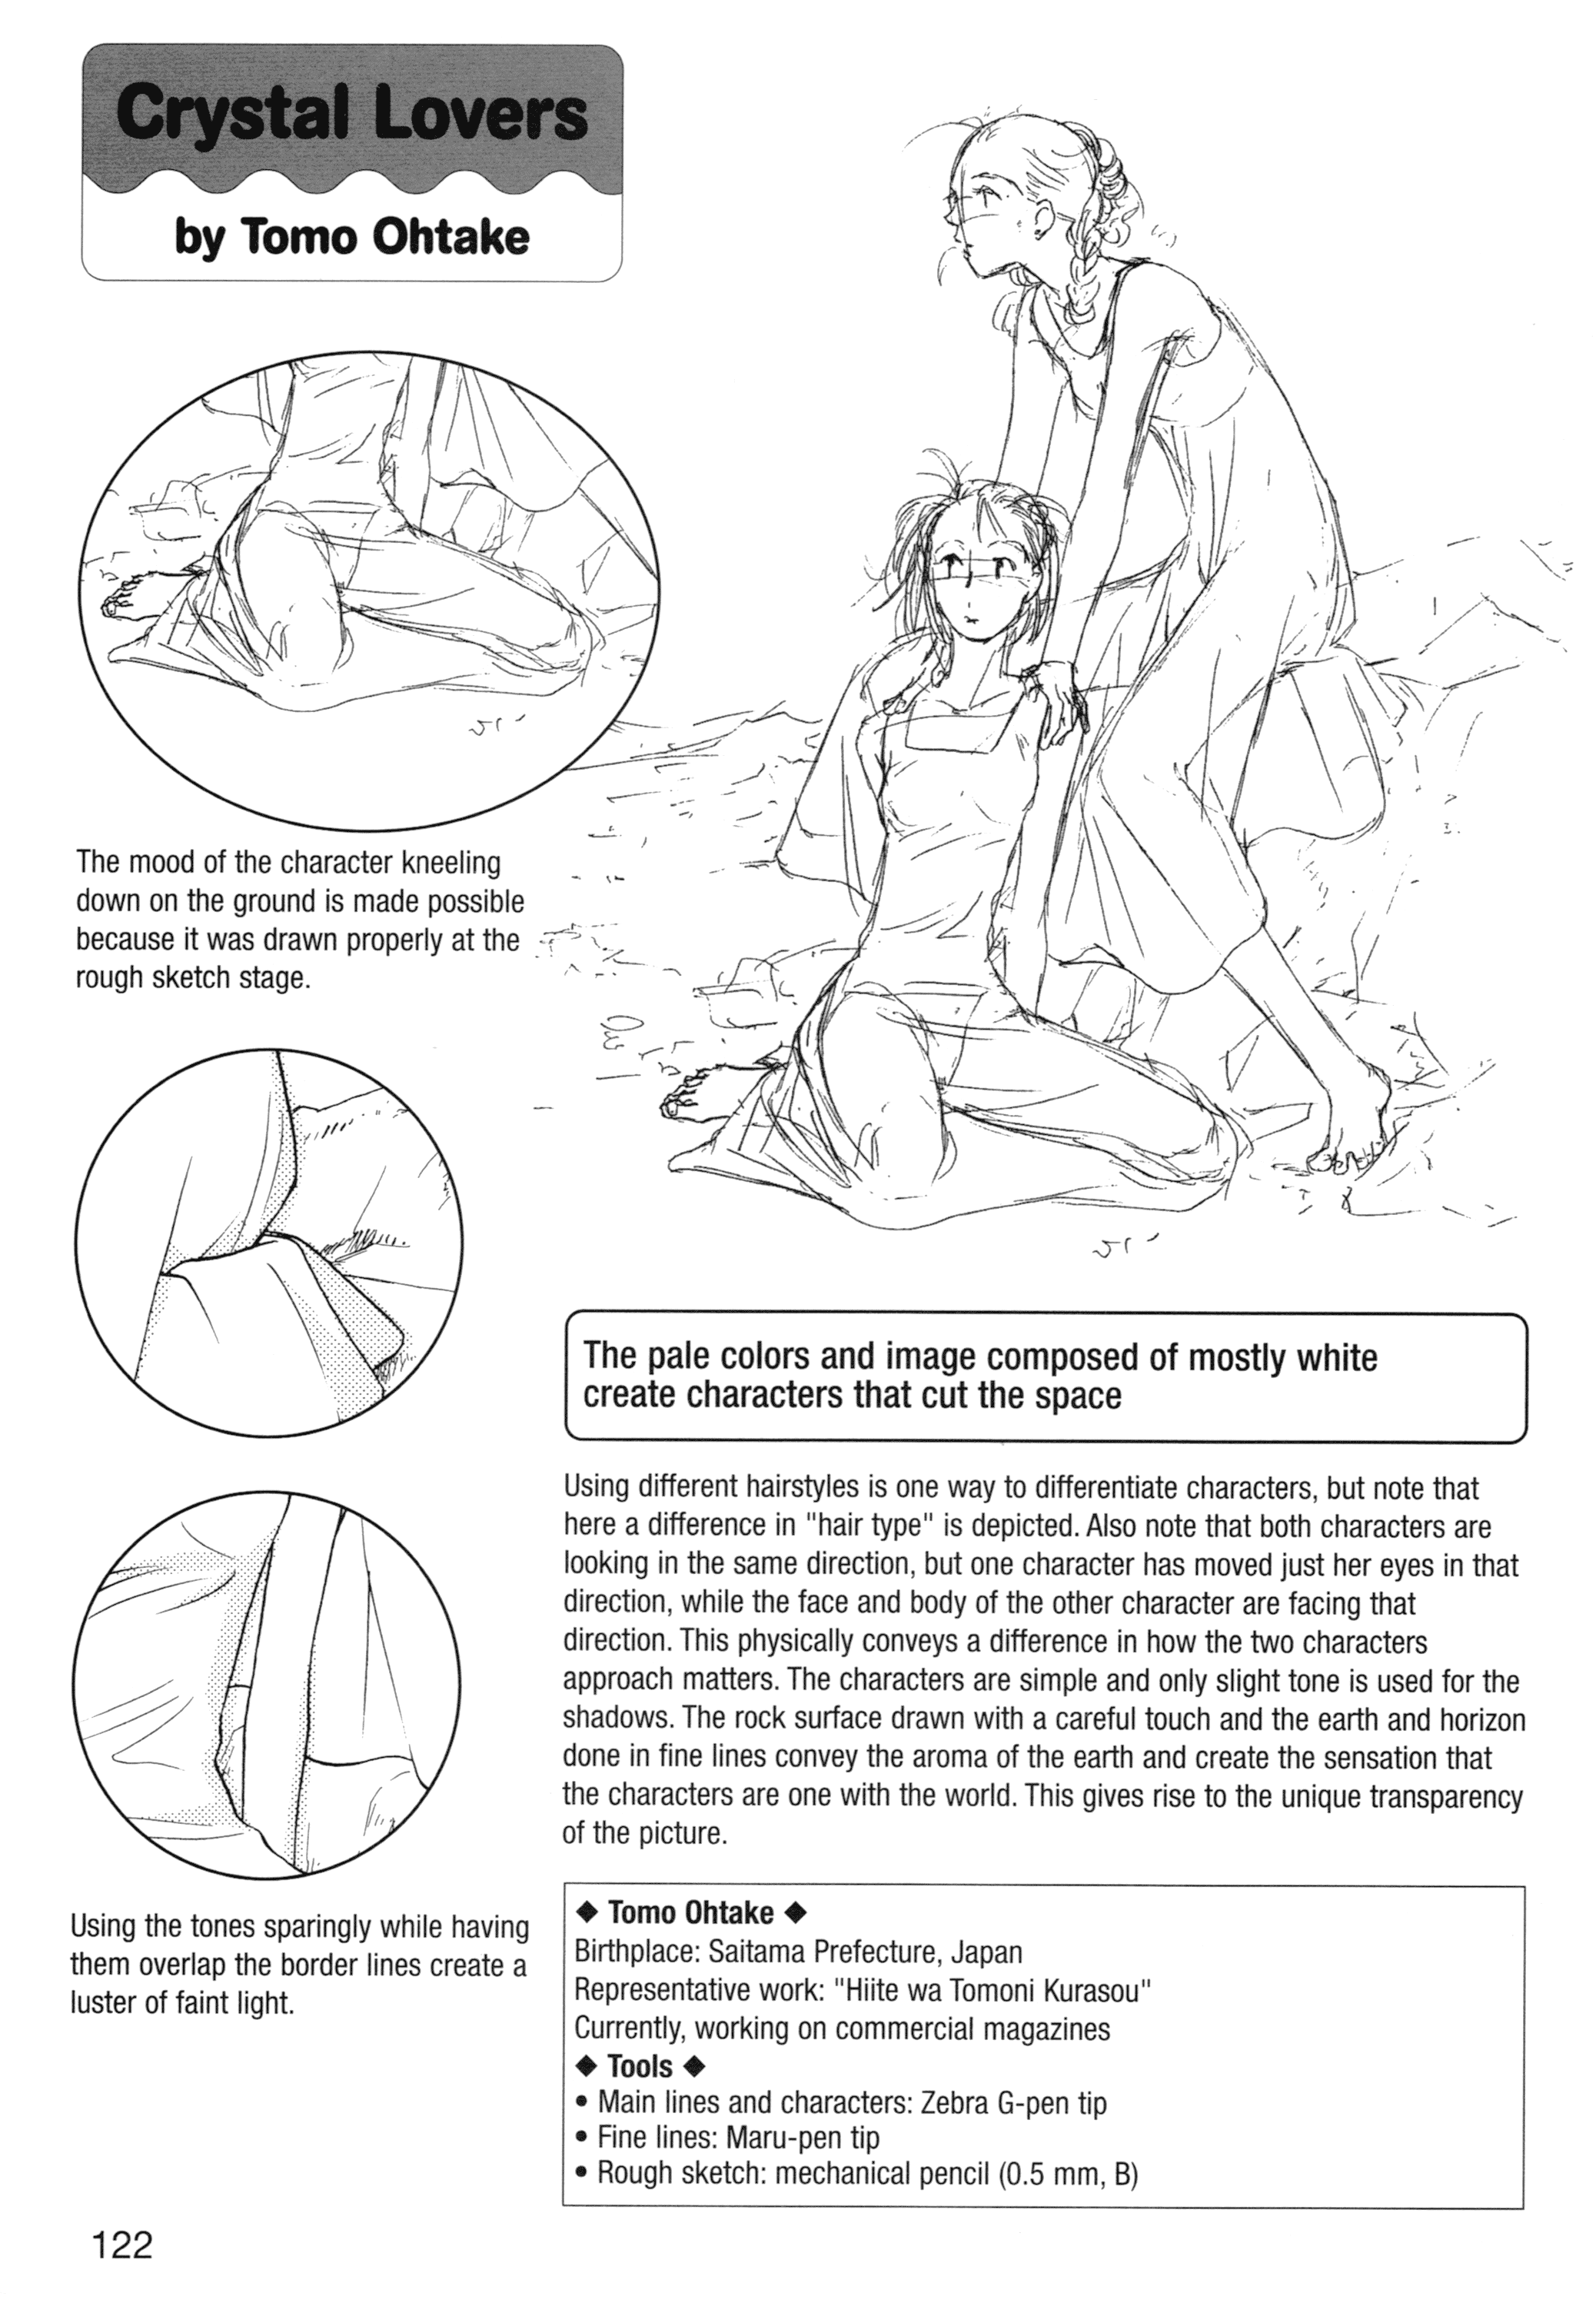 Crystal Lovers
by Tomo Ohtake
The mood of the character kneeling
down on the ground is made possible
because it was drawn properly at the
rough sketch stage.
Using the tones sparingly while having
them overlap the border lines create a
luster of faint light.
The pale colors and image composed of mostly white
create characters that cut the space
Using different hairstyles is one way to differentiate characters, but note that
here a difference in "hair type" is depicted. Also note that both characters are
looking in the same direction, but one character has moved just her eyes in that
direction, while the face and body of the other character are facing that
direction. This physically conveys a difference in how the two characters
approach matters. The characters are simple and only slight tone is used for the
shadows. The rock surface drawn with a careful touch and the earth and horizon
done in fine lines convey the aroma of the earth and create the sensation that
the characters are one with the world. This gives rise to the unique transparency
of the picture.
◆ Tomo Ohtake ◆
Birthplace: Saitama Prefecture, Japan
Representative work: "Hiite wa Tomoni Kurasou"
Currently, working on commercial magazines
◆ Tools ◆
• Main lines and characters: Zebra G-pen tip
• Fine lines: Maru-pen tip
• Rough sketch: mechanical pencil (0.5 mm, B)
122